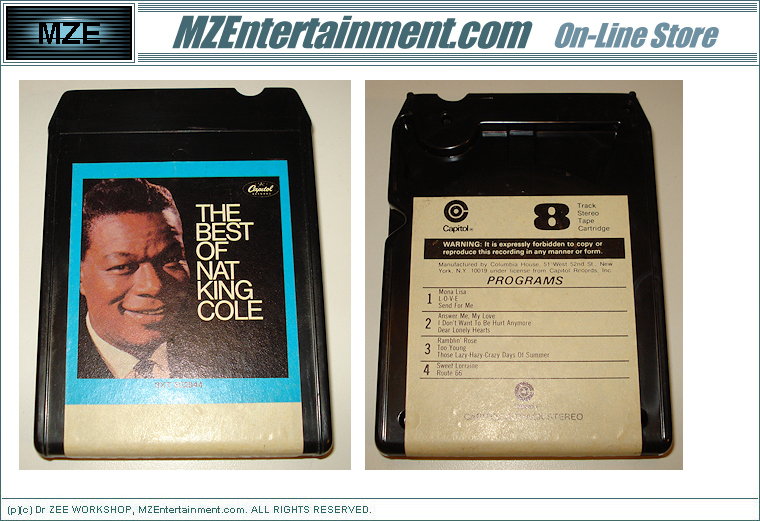 MZE
MZEntertainment.com On-Line Store
Capitol
RECORDS
THE
BEST
OF
NAT
KING
COLE
Capitol®
8
Track
Stereo
Tape
Cartridge
WARNING: It is expressly forbidden to copy or
reproduce this recording in any manner or form.
Manufactured by Columbia House, 51 West 52nd St., New
York, N.Y. 10019 under license from Capitol Records, Inc.
PROGRAMS
1
Mona Lisa
L-O-V-E
Send For Me
2
Answer Me, My Love
I Don't Want To Be Hurt Anymore
Dear Lonely Hearts
3
Ramblin' Rose
Too Young
Those Lazy-Hazy-Crazy Days Of Summer
4
Sweet Lorraine
Route 66
STEREO
(p)(c) Dr ZEE WORKSHOP, MZEntertainment.com. ALL RIGHTS RESERVED.